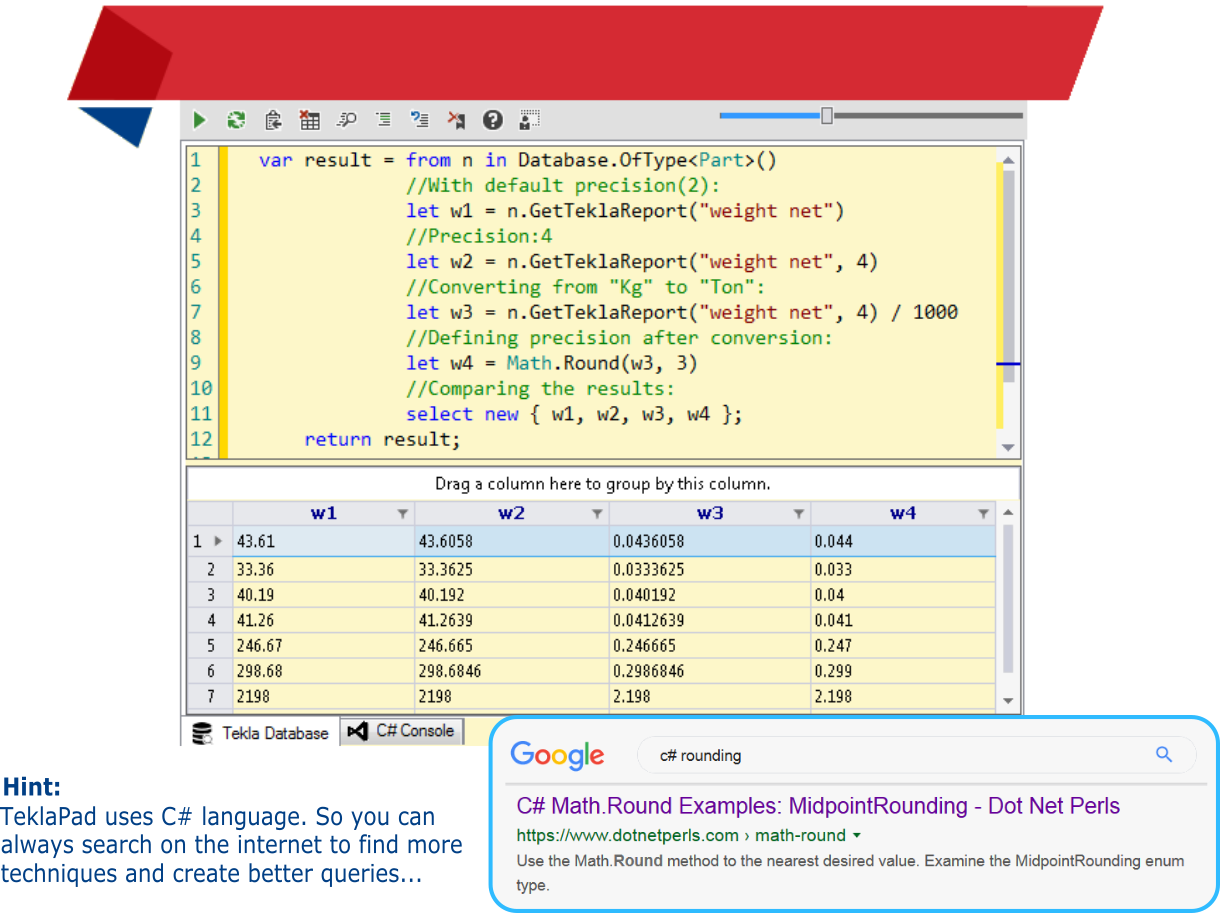 1 var result = from n in Database.OfType<Part>()
2 //With default precision(2):
3 let w1 = n.GetTeklaReport("weight net")
4 //Precision:4
5 let w2 = n.GetTeklaReport("weight net", 4)
6 //Converting from "Kg" to "Ton":
7 let w3 = n.GetTeklaReport("weight net", 4) / 1000
8 //Defining precision after conversion:
9 let w4 = Math.Round(w3, 3)
10 //Comparing the results:
11 select new { w1, w2, w3, w4 };
12 return result;
Drag a column here to group by this column.
w1 w2 w3 w4
1 43.61 43.6058 0.0436058 0.044
2 33.36 33.3625 0.0333625 0.033
3 40.19 40.192 0.040192 0.04
4 41.26 41.2639 0.0412639 0.041
5 246.67 246.665 0.246665 0.247
6 298.68 298.6846 0.2986846 0.299
7 2198 2198 2.198 2.198
Tekla Database C# Console
Hint:
TeklaPad uses C# language. So you can
always search on the internet to find more
techniques and create better queries...
Google c# rounding
C# Math.Round Examples: MidpointRounding - Dot Net Perls
https://www.dotnetperls.com › math-round
Use the Math.Round method to the nearest desired value. Examine the MidpointRounding enum
type.